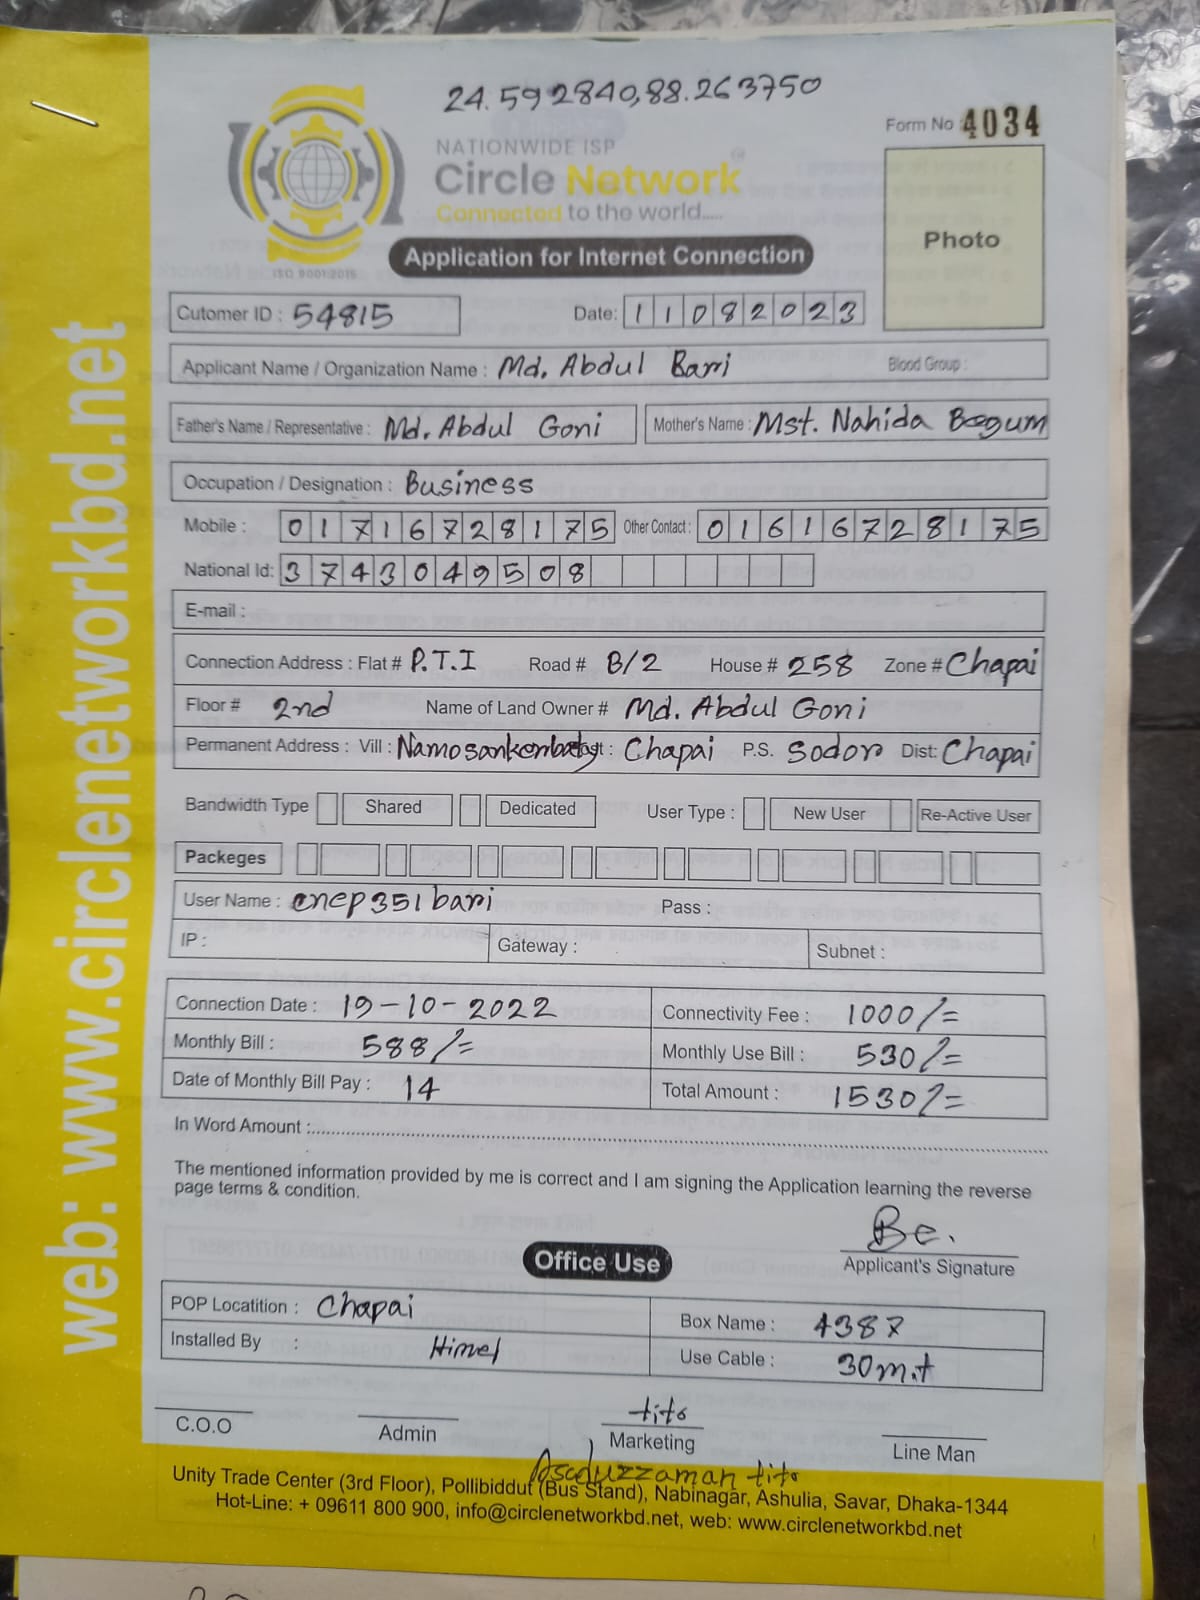 24.592840,88.263750
Form No 4034
NATIONWIDE ISP
Circle Network
Connected to the world.....
ISO 9001:2015
Photo
Application for Internet Connection
Cutomer ID : 54815 Date: 11082023
Applicant Name / Organization Name : Md. Abdul Barri Blood Group :
Father's Name / Representative : Md. Abdul Goni Mother's Name : Mst. Nahida Begum
Occupation / Designation : Business
Mobile : 01716728175 Other Contact : 01616728175
National Id: 3743049508
E-mail :
Connection Address : Flat # P.T.I Road # B/2 House # 258 Zone # Chapai
Floor # 2nd Name of Land Owner # Md. Abdul Goni
Permanent Address : Vill : Chapai P.S. Sodor Dist: Chapai
Bandwidth Type Shared Dedicated User Type : New User Re-Active User
Packeges
User Name : cnep351bari Pass :
IP : Gateway : Subnet :
Connection Date : 19-10-2022 Connectivity Fee : 1000/=
Monthly Bill : 588/= Monthly Use Bill : 530/=
Date of Monthly Bill Pay : 14 Total Amount : 1530/=
In Word Amount :
The mentioned information provided by me is correct and I am signing the Application learning the reverse
page terms & condition.
Applicant's Signature
Office Use
POP Locatition : Chapai Box Name : 4387
Installed By : Himel Use Cable : 30m.t
tito
C.O.O Admin Marketing Line Man
Asaduzzaman tito
Unity Trade Center (3rd Floor), Pollibiddut (Bus Stand), Nabinagar, Ashulia, Savar, Dhaka-1344
Hot-Line: + 09611 800 900, info@circlenetworkbd.net, web: www.circlenetworkbd.net
web: www.circlenetworkbd.net